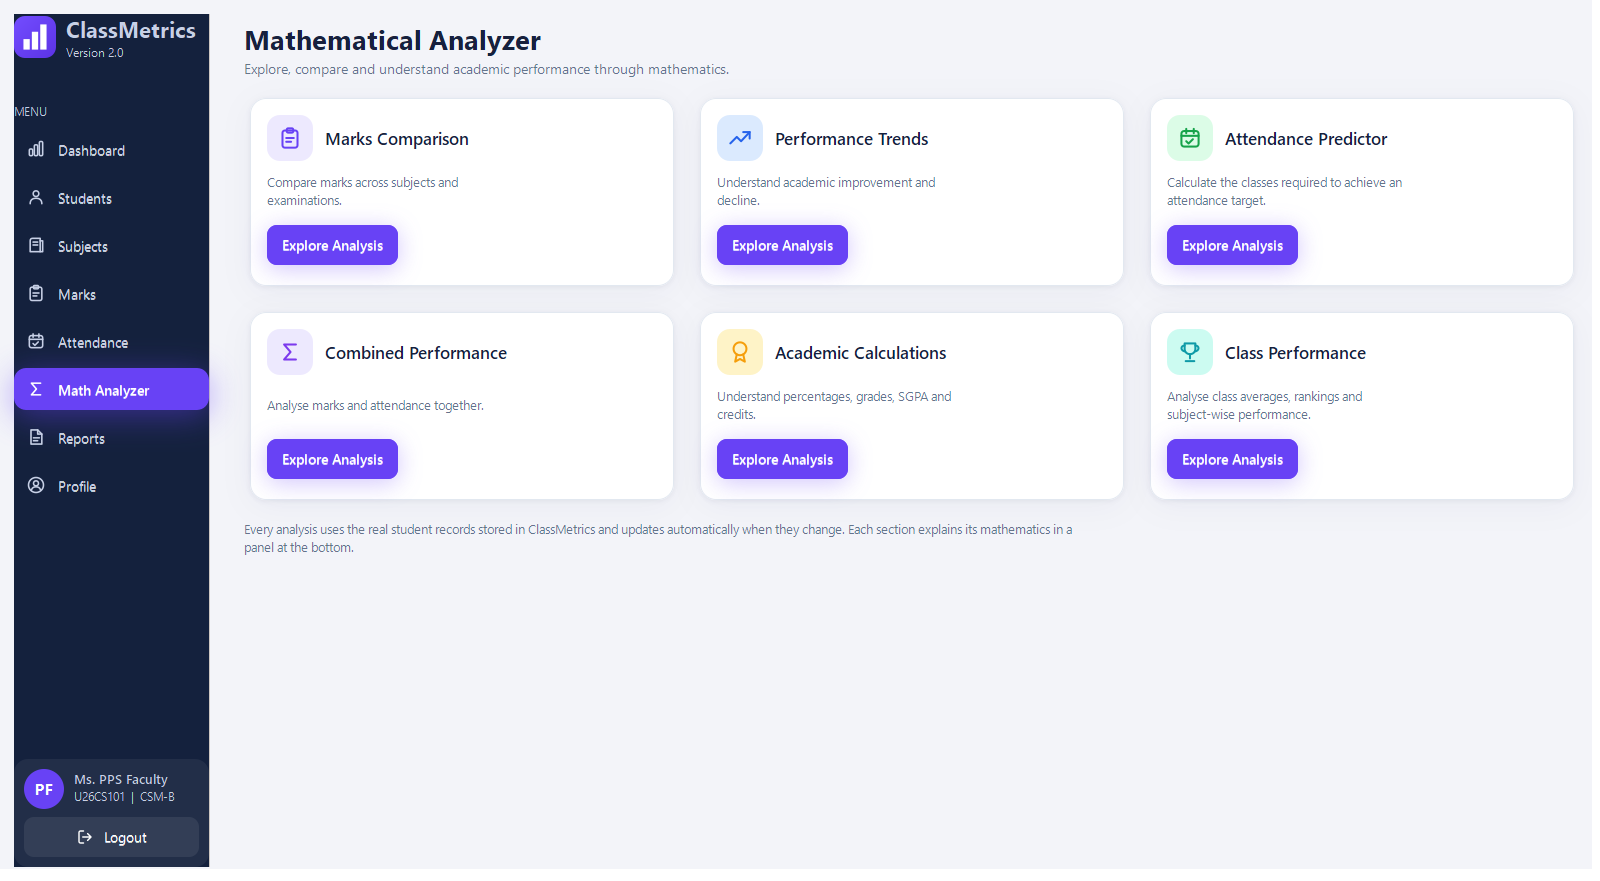 ClassMetrics
Version 2.0
MENU
Dashboard
Students
Subjects
Marks
Attendance
Math Analyzer
Reports
Profile
PF
Ms. PPS Faculty
U26CS101 | CSM-B
Logout
Mathematical Analyzer
Explore, compare and understand academic performance through mathematics.
Marks Comparison
Compare marks across subjects and
examinations.
Explore Analysis
Performance Trends
Understand academic improvement and
decline.
Explore Analysis
Attendance Predictor
Calculate the classes required to achieve an
attendance target.
Explore Analysis
Combined Performance
Analyse marks and attendance together.
Explore Analysis
Academic Calculations
Understand percentages, grades, SGPA and
credits.
Explore Analysis
Class Performance
Analyse class averages, rankings and
subject-wise performance.
Explore Analysis
Every analysis uses the real student records stored in ClassMetrics and updates automatically when they change. Each section explains its mathematics in a
panel at the bottom.